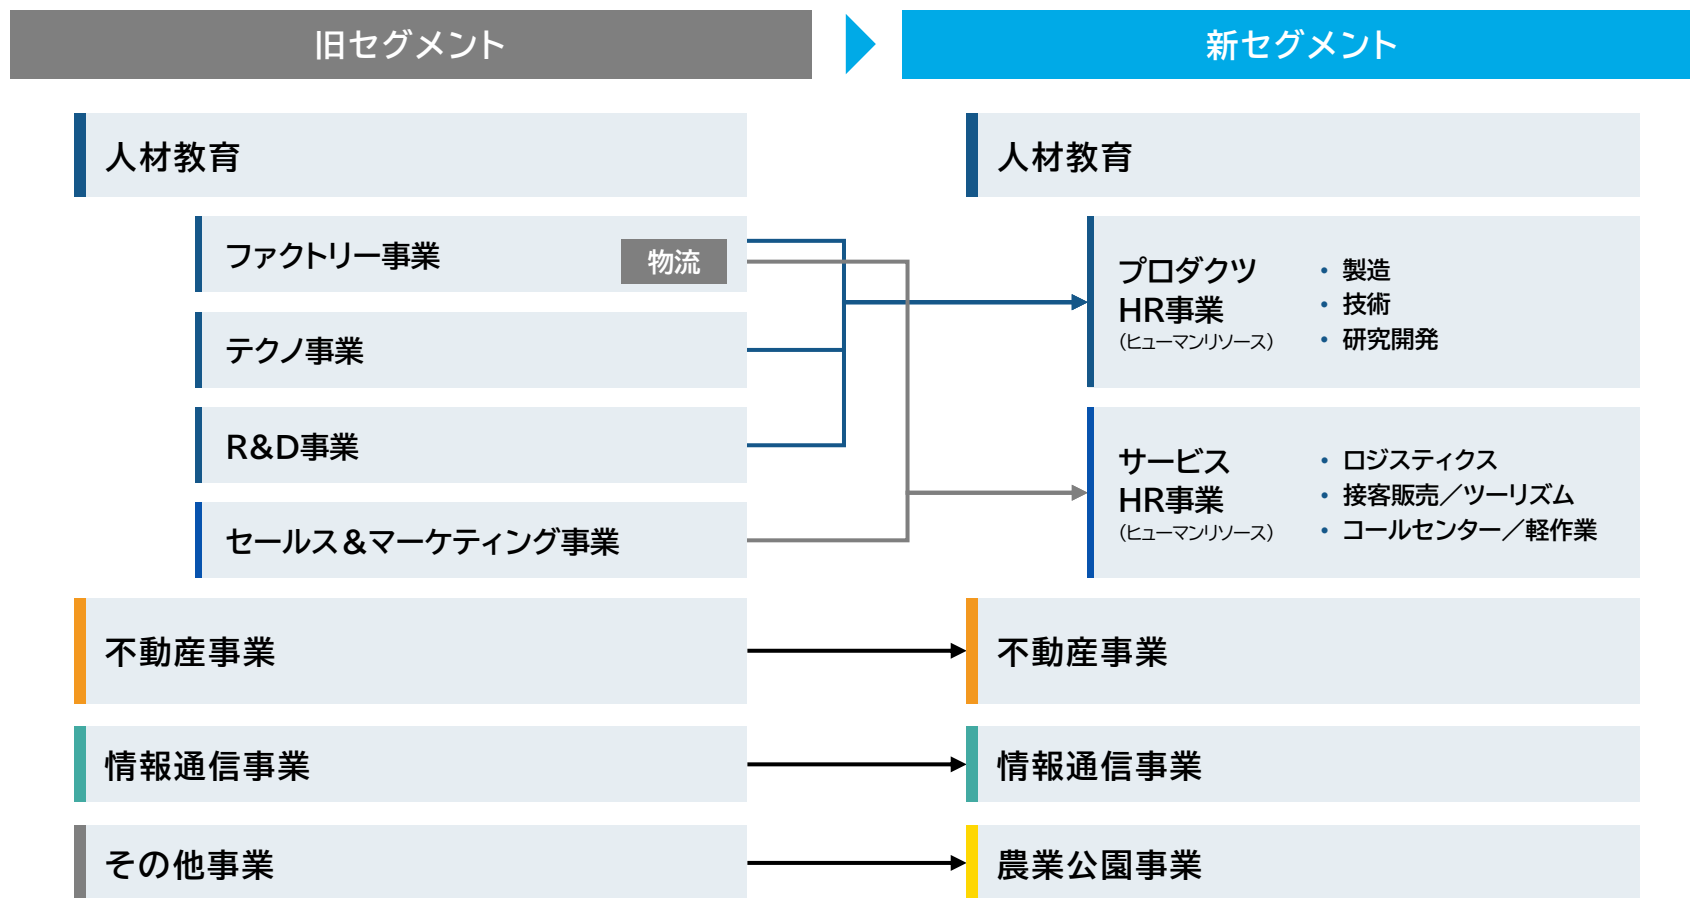 旧セグメント
新セグメント
人材教育
ファクトリー事業
物流
テクノ事業
R&D事業
セールス&マーケティング事業
不動産事業
情報通信事業
その他事業
人材教育
プロダクツ
HR事業
(ヒューマンリソース)
・製造
・技術
・研究開発
サービス
HR事業
(ヒューマンリソース)
・ロジスティクス
・接客販売/ツーリズム
・コールセンター/軽作業
不動産事業
情報通信事業
農業公園事業